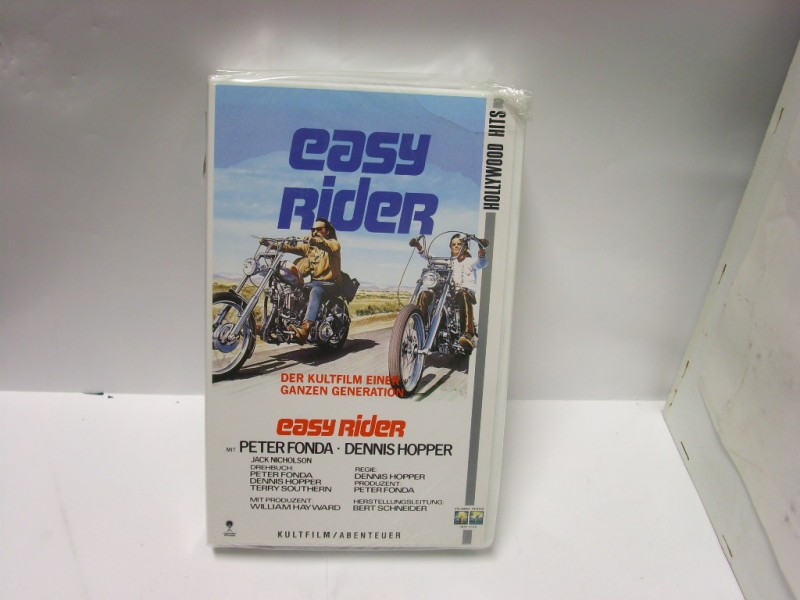 HOLLYWOOD HITS
easy
RIDER
DER KULTFILM EINER
GANZEN GENERATION
easy RIDER
MIT PETER FONDA · DENNIS HOPPER
JACK NICHOLSON
DREHBUCH:
PETER FONDA
DENNIS HOPPER
TERRY SOUTHERN
MIT PRODUZENT:
WILLIAM HAYWARD
REGIE:
DENNIS HOPPER
PRODUZENT:
PETER FONDA
HERSTELLUNGSLEITUNG:
BERT SCHNEIDER
KULTFILM/ABENTEUER